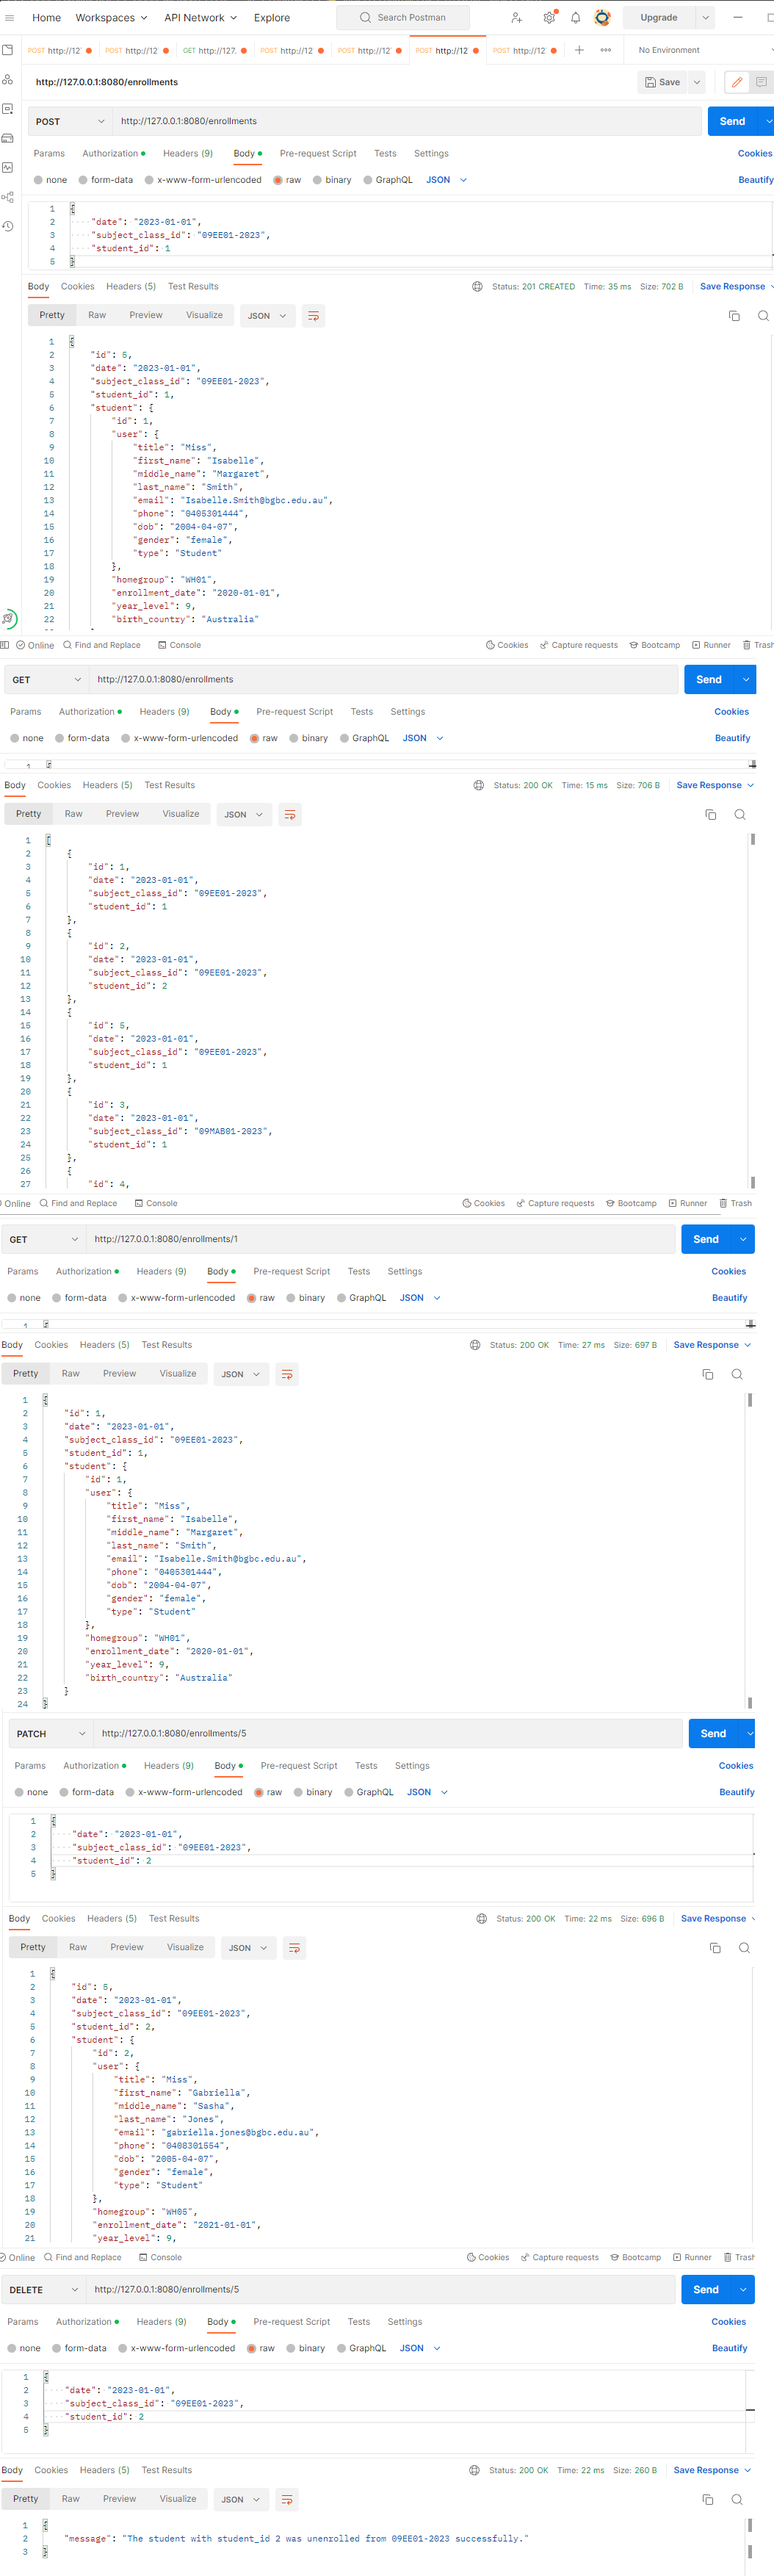 Home Workspaces API Network Explore Search Postman Upgrade
POST http://12 POST http://12 GET http://127. POST http://12 POST http://12 POST http://12 POST http://12 No Environment
http://127.0.0.1:8080/enrollments Save
POST http://127.0.0.1:8080/enrollments Send
Params Authorization Headers (9) Body Pre-request Script Tests Settings Cookies
none form-data x-www-form-urlencoded raw binary GraphQL JSON Beautify
1 {
2 "date": "2023-01-01",
3 "subject_class_id": "09EE01-2023",
4 "student_id": 1
5 }
Body Cookies Headers (5) Test Results Status: 201 CREATED Time: 35 ms Size: 702 B Save Response
Pretty Raw Preview Visualize JSON
1 {
2 "id": 5,
3 "date": "2023-01-01",
4 "subject_class_id": "09EE01-2023",
5 "student_id": 1,
6 "student": {
7 "id": 1,
8 "user": {
9 "title": "Miss",
10 "first_name": "Isabelle",
11 "middle_name": "Margaret",
12 "last_name": "Smith",
13 "email": "Isabelle.Smith@bgbc.edu.au",
14 "phone": "0405301444",
15 "dob": "2004-04-07",
16 "gender": "female",
17 "type": "Student"
18 },
19 "homegroup": "WH01",
20 "enrollment_date": "2020-01-01",
21 "year_level": 9,
22 "birth_country": "Australia"
Online Find and Replace Console Cookies Capture requests Bootcamp Runner Trash
GET http://127.0.0.1:8080/enrollments Send
Params Authorization Headers (9) Body Pre-request Script Tests Settings Cookies
none form-data x-www-form-urlencoded raw binary GraphQL JSON Beautify
1 {
Body Cookies Headers (5) Test Results Status: 200 OK Time: 15 ms Size: 706 B Save Response
Pretty Raw Preview Visualize JSON
1 [
2 {
3 "id": 1,
4 "date": "2023-01-01",
5 "subject_class_id": "09EE01-2023",
6 "student_id": 1
7 },
8 {
9 "id": 2,
10 "date": "2023-01-01",
11 "subject_class_id": "09EE01-2023",
12 "student_id": 2
13 },
14 {
15 "id": 5,
16 "date": "2023-01-01",
17 "subject_class_id": "09EE01-2023",
18 "student_id": 1
19 },
20 {
21 "id": 3,
22 "date": "2023-01-01",
23 "subject_class_id": "09MAB01-2023",
24 "student_id": 1
25 },
26 {
27 "id": 4,
Online Find and Replace Console Cookies Capture requests Bootcamp Runner Trash
GET http://127.0.0.1:8080/enrollments/1 Send
Params Authorization Headers (9) Body Pre-request Script Tests Settings Cookies
none form-data x-www-form-urlencoded raw binary GraphQL JSON Beautify
1 {
Body Cookies Headers (5) Test Results Status: 200 OK Time: 27 ms Size: 697 B Save Response
Pretty Raw Preview Visualize JSON
1 {
2 "id": 1,
3 "date": "2023-01-01",
4 "subject_class_id": "09EE01-2023",
5 "student_id": 1,
6 "student": {
7 "id": 1,
8 "user": {
9 "title": "Miss",
10 "first_name": "Isabelle",
11 "middle_name": "Margaret",
12 "last_name": "Smith",
13 "email": "Isabelle.Smith@bgbc.edu.au",
14 "phone": "0405301444",
15 "dob": "2004-04-07",
16 "gender": "female",
17 "type": "Student"
18 },
19 "homegroup": "WH01",
20 "enrollment_date": "2020-01-01",
21 "year_level": 9,
22 "birth_country": "Australia"
23 }
24 }
PATCH http://127.0.0.1:8080/enrollments/5 Send
Params Authorization Headers (9) Body Pre-request Script Tests Settings Cookies
none form-data x-www-form-urlencoded raw binary GraphQL JSON Beautify
1 {
2 "date": "2023-01-01",
3 "subject_class_id": "09EE01-2023",
4 "student_id": 2
5 }
Body Cookies Headers (5) Test Results Status: 200 OK Time: 22 ms Size: 696 B Save Response
Pretty Raw Preview Visualize JSON
1 {
2 "id": 5,
3 "date": "2023-01-01",
4 "subject_class_id": "09EE01-2023",
5 "student_id": 2,
6 "student": {
7 "id": 2,
8 "user": {
9 "title": "Miss",
10 "first_name": "Gabriella",
11 "middle_name": "Sasha",
12 "last_name": "Jones",
13 "email": "gabriella.jones@bgbc.edu.au",
14 "phone": "0408301554",
15 "dob": "2005-04-07",
16 "gender": "female",
17 "type": "Student"
18 },
19 "homegroup": "WH05",
20 "enrollment_date": "2021-01-01",
21 "year_level": 9,
Online Find and Replace Console Cookies Capture requests Bootcamp Runner Trash
DELETE http://127.0.0.1:8080/enrollments/5 Send
Params Authorization Headers (9) Body Pre-request Script Tests Settings Cookies
none form-data x-www-form-urlencoded raw binary GraphQL JSON Beautify
1 {
2 "date": "2023-01-01",
3 "subject_class_id": "09EE01-2023",
4 "student_id": 2
5 }
Body Cookies Headers (5) Test Results Status: 200 OK Time: 22 ms Size: 260 B Save Response
Pretty Raw Preview Visualize JSON
1 {
2 "message": "The student with student_id 2 was unenrolled from 09EE01-2023 successfully."
3 }